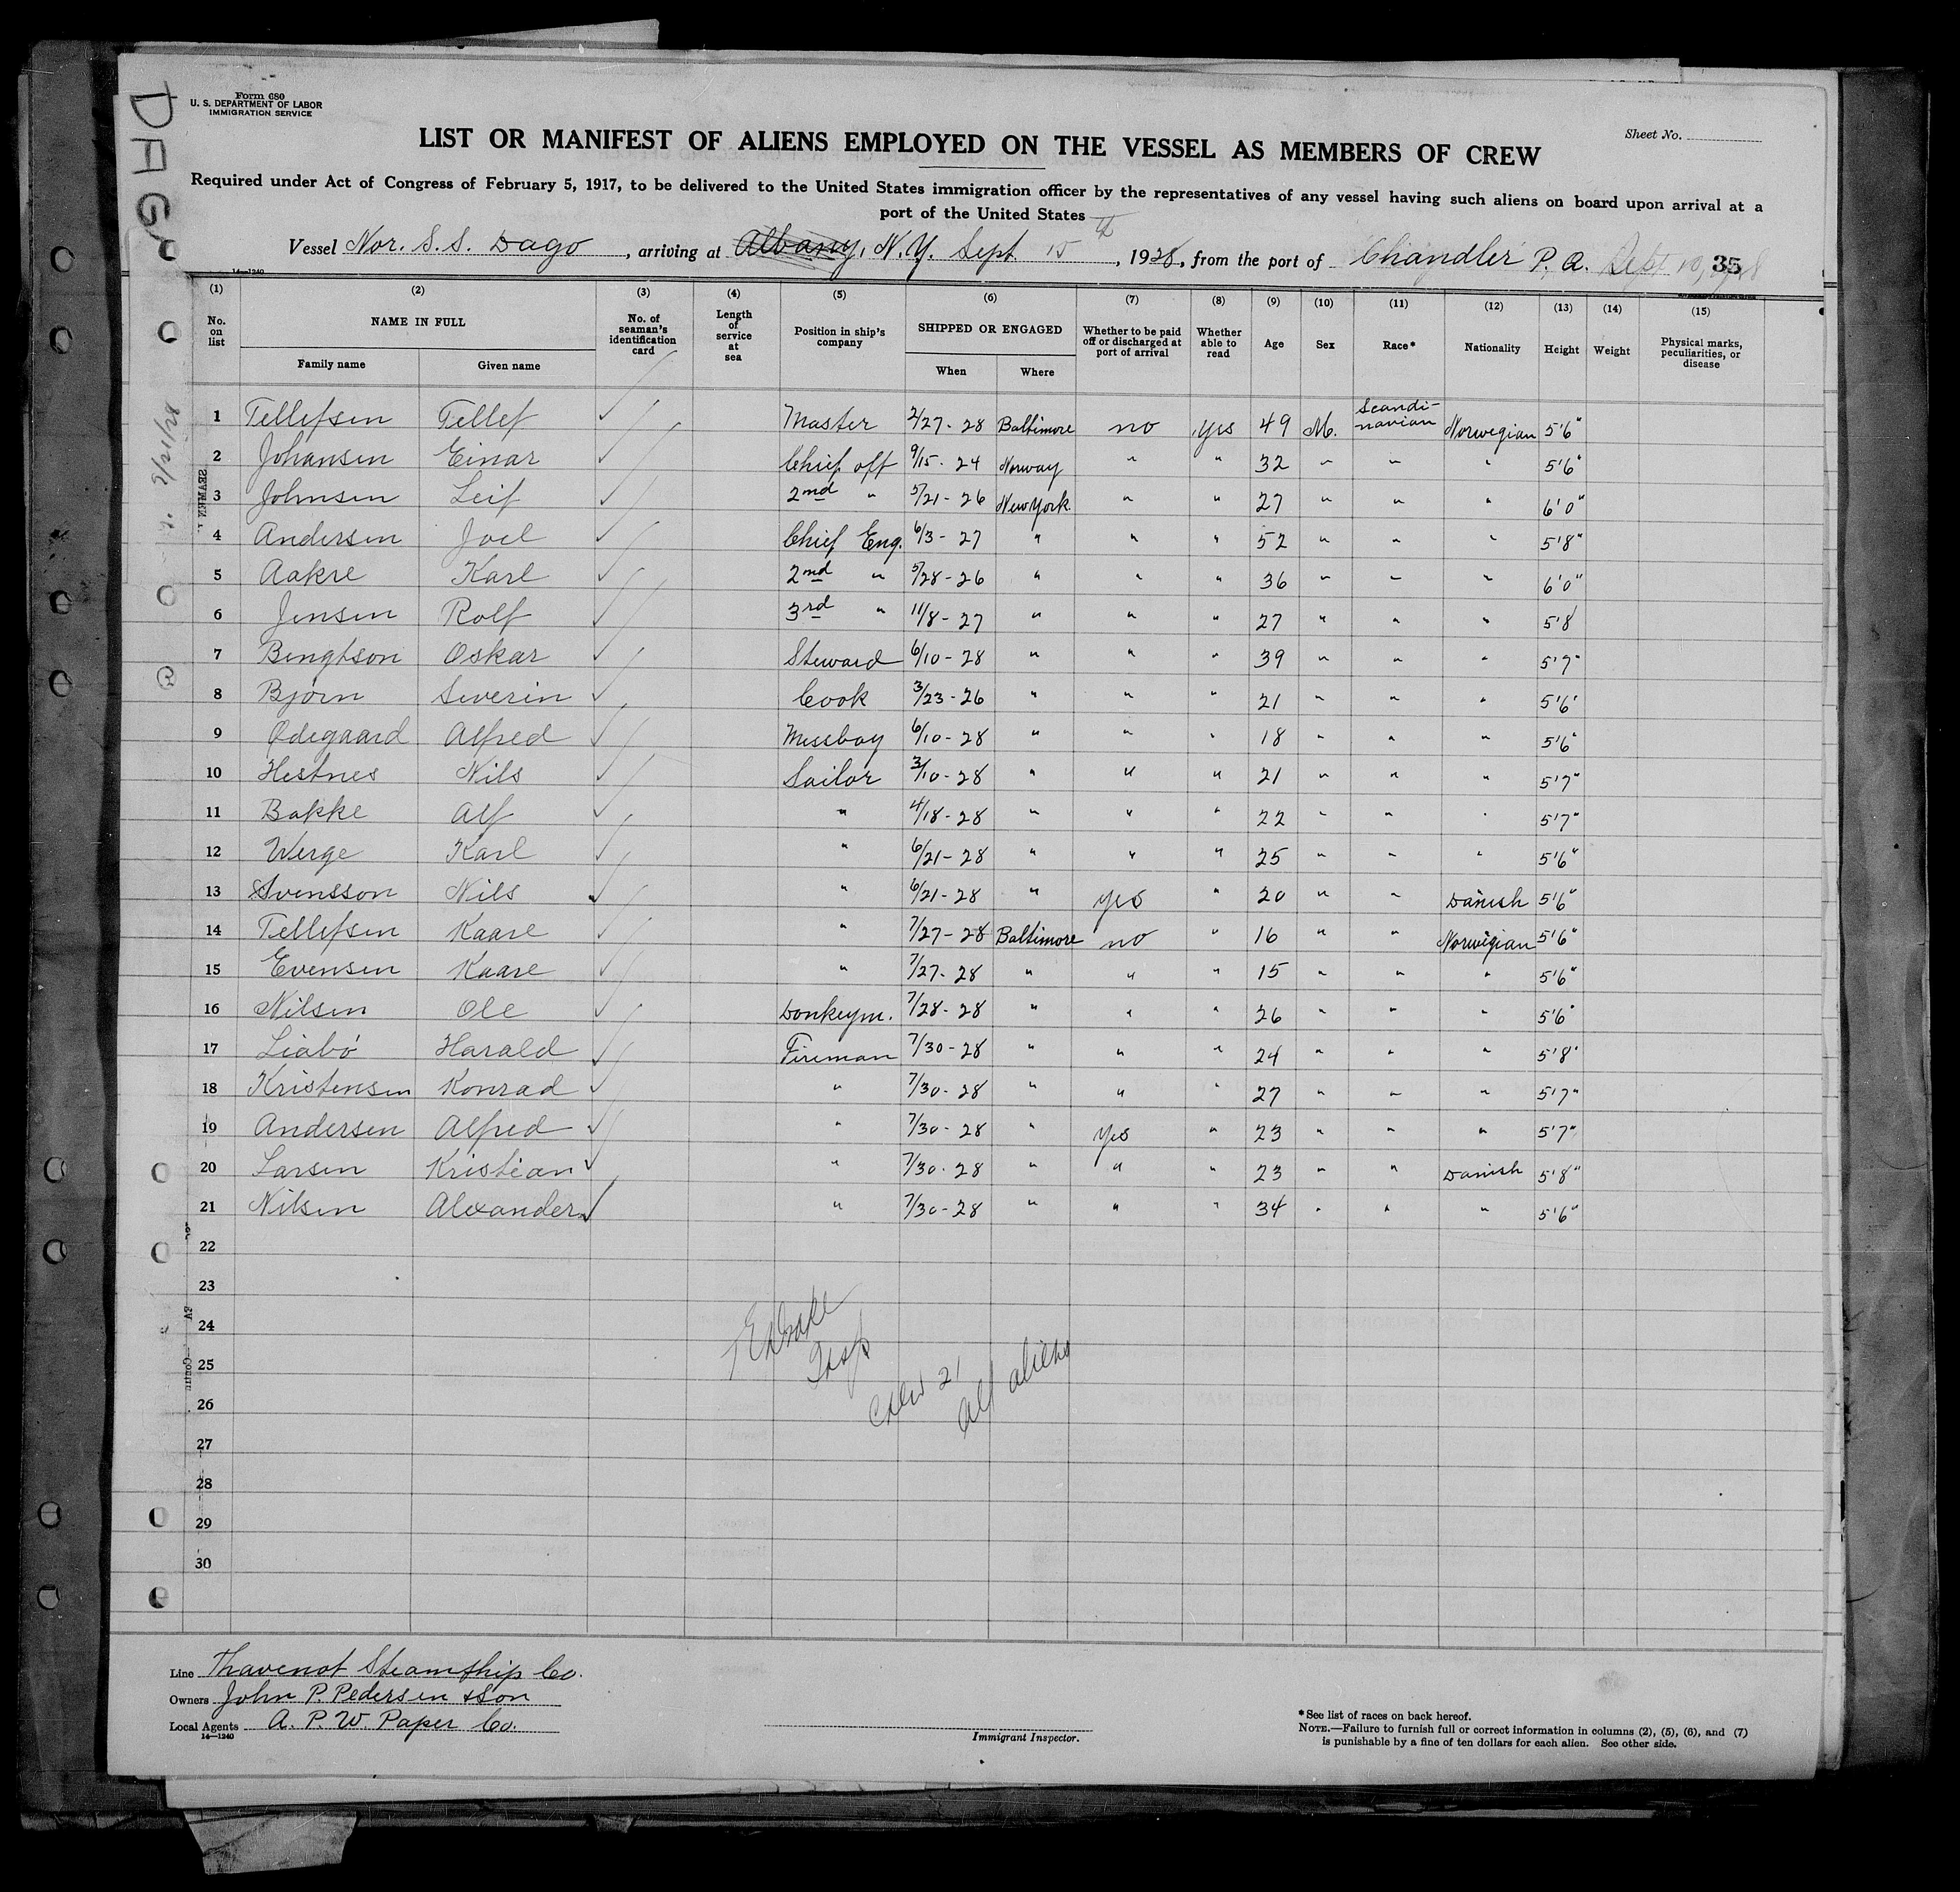 Form 680
U. S. DEPARTMENT OF LABOR
IMMIGRATION SERVICE
DAGO
Sheet No.
LIST OR MANIFEST OF ALIENS EMPLOYED ON THE VESSEL AS MEMBERS OF CREW
Required under Act of Congress of February 5, 1917, to be delivered to the United States immigration officer by the representatives of any vessel having such aliens on board upon arrival at a
port of the United States
Vessel Nor. S.S. Dago, arriving at Albany, N.Y. Sept. 15th, 1928, from the port of Chandler P. Q. Sept 10, 1928
35
14—1240
(1) (2) (3) (4) (5) (6) (7) (8) (9) (10) (11) (12) (13) (14) (15)
No. on list NAME IN FULL Family name Given name No. of seaman's identification card Length of service at sea Position in ship's company SHIPPED OR ENGAGED When Where Whether to be paid off or discharged at port of arrival Whether able to read Age Sex Race* Nationality Height Weight Physical marks, peculiarities, or disease
1 Tellefsen Tellef ✓ Master 2/27-28 Baltimore no yes 49 M. Scandinavian Norwegian 5'6"
2 Johansen Einar ✓ Chief off 9/15-24 Norway " " 32 " " " 5'6"
3 Johnsen Leif ✓ 2nd " 5/21-26 New York " " 27 " " " 6'0"
4 Andersen Joel ✓ Chief Eng. 6/3-27 " " " 52 " " " 5'8"
5 Aakre Karl ✓ 2nd " 5/28-26 " " " 36 " " " 6'0"
6 Jensen Rolf ✓ 3rd " 11/8-27 " " " 27 " " " 5'8
7 Bengtson Oskar ✓ Steward 6/10-28 " " " 39 " " " 5'7"
8 Bjorn Severin ✓ Cook 3/23-26 " " " 21 " " " 5'6'
9 Odegaard Alfred ✓ Messboy 6/10-28 " " " 18 " " " 5'6"
10 Hestnes Nils ✓ Sailor 3/10-28 " " " 21 " " " 5'7"
11 Bakke Alf ✓ " 4/18-28 " " " 22 " " " 5'7"
12 Werge Karl ✓ " 6/21-28 " " " 25 " " " 5'6"
13 Svensson Nils ✓ " 6/21-28 " yes " 20 " " Danish 5'6"
14 Tellefsen Kaare ✓ " 7/27-28 Baltimore no " 16 " " Norwegian 5'6"
15 Evensen Kaare ✓ " 7/27-28 " " " 15 " " " 5'6"
16 Nilsen Ole ✓ Donkeym. 7/28-28 " " " 26 " " " 5'6"
17 Liabó Harald ✓ Fireman 7/30-28 " " " 24 " " " 5'8'
18 Kristensen Konrad ✓ " 7/30-28 " " " 27 " " " 5'7"
19 Andersen Alfred ✓ " 7/30-28 " yes " 23 " " " 5'7"
20 Larsen Kristian ✓ " 7/30-28 " " " 23 " " Danish 5'8"
21 Nilsen Alexander ✓ " 7/30-28 " " " 34 " " " 5'6"
22
23
24
25
26
27
28
29
30
Insp
Crew 21
all aliens
Line Thavenot Steamship Co.
Owners John P. Pedersen & Son
Local Agents A. P. W. Paper Co.
14—1240
Immigrant Inspector.
*See list of races on back hereof.
NOTE.—Failure to furnish full or correct information in columns (2), (5), (6), and (7)
is punishable by a fine of ten dollars for each alien. See other side.